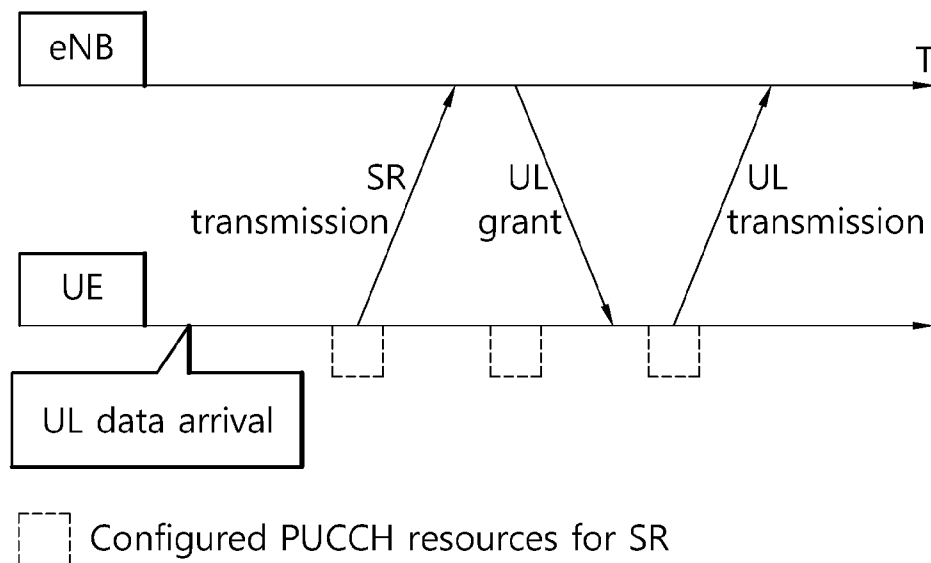 eNB
T
SR
transmission
UL
grant
UL
transmission
UE
UL data arrival
Configured PUCCH resources for SR